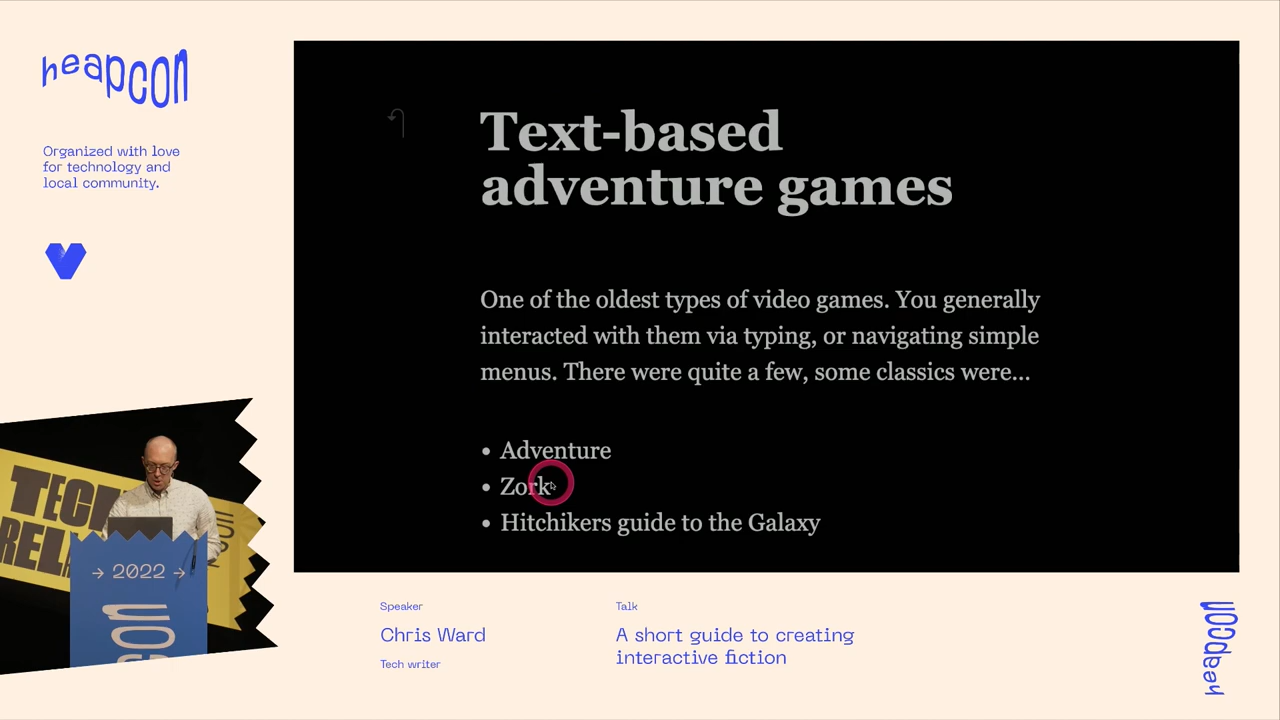 heapcon
Organized with love
for technology and
local community.
Text-based
adventure games
One of the oldest types of video games. You generally
interacted with them via typing, or navigating simple
menus. There were quite a few, some classics were...
• Adventure
• Zork
• Hitchikers guide to the Galaxy
TECH
REL
→ 2022 →
Speaker
Chris Ward
Tech writer
Talk
A short guide to creating
interactive fiction
heapcon